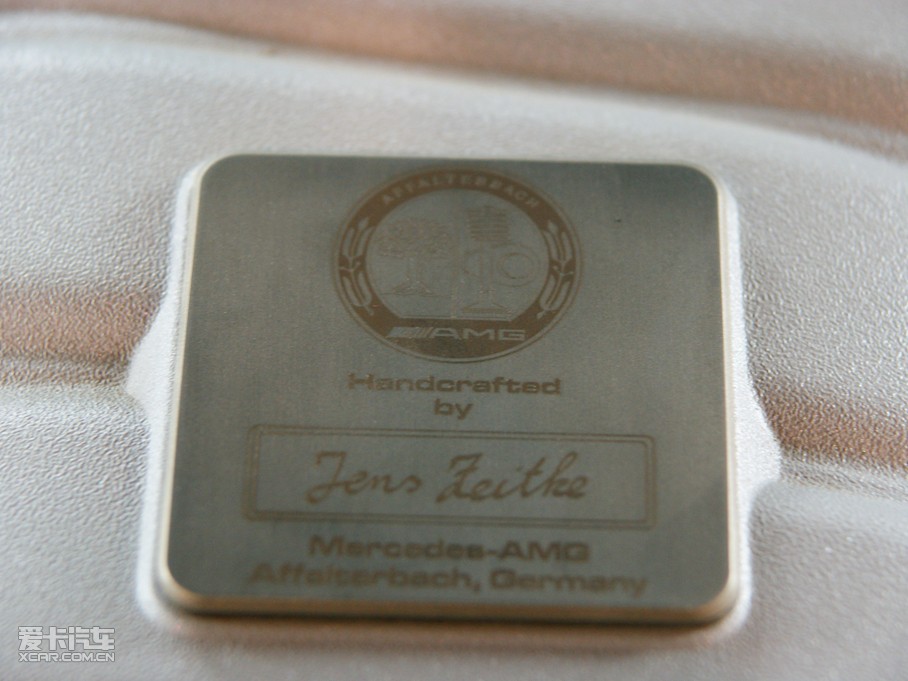 AFFALTERBACH
AMG
Handcrafted
by
Jens Zeitke
Mercedes-AMG
Affalterbach, Germany
爱卡汽车
XCAR.COM.CN